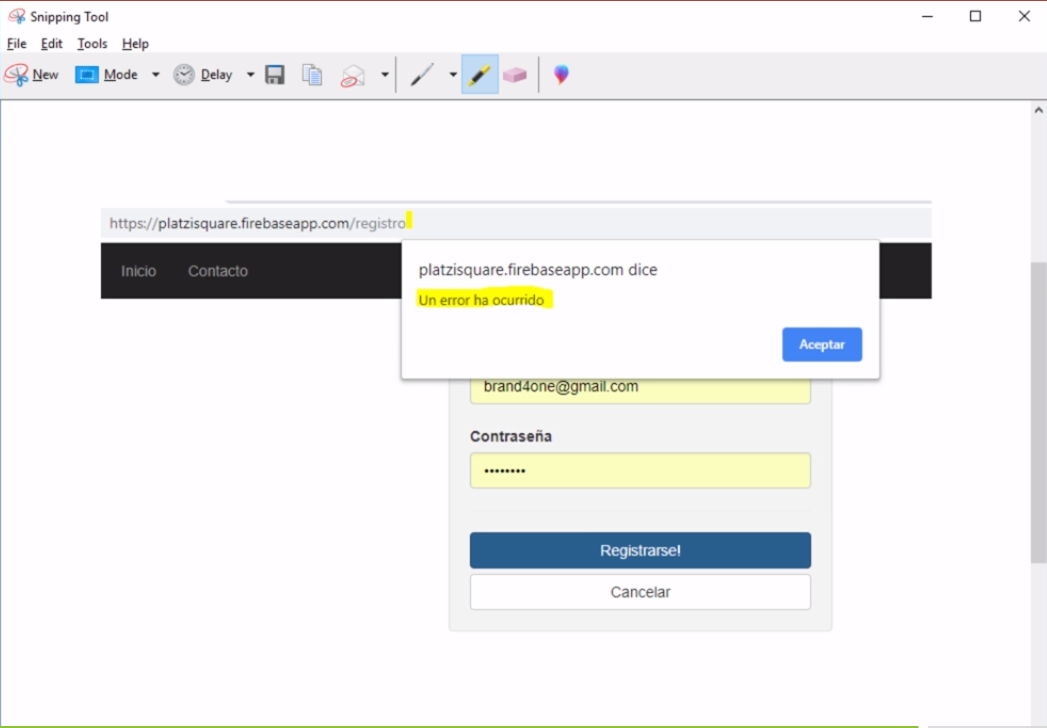 Snipping Tool
File Edit Tools Help
New Mode Delay
https://platzisquare.firebaseapp.com/registro
Inicio Contacto
platzisquare.firebaseapp.com dice
Un error ha ocurrido
Aceptar
brand4one@gmail.com
Contraseña
••••••••
Registrarse!
Cancelar